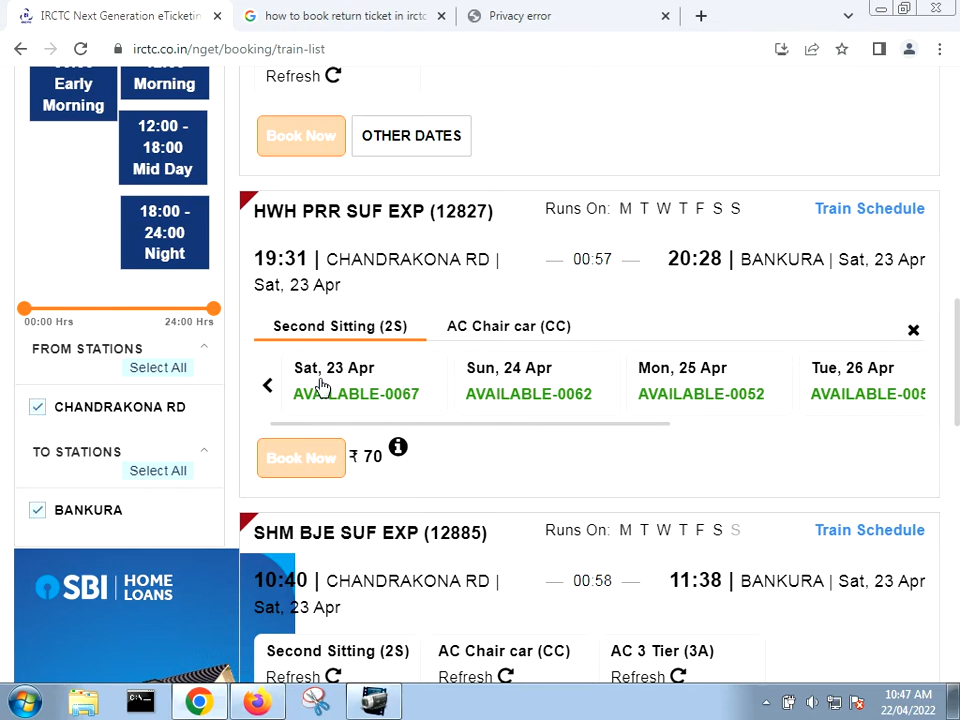 IRCTC Next Generation eTicketin
how to book return ticket in irctc
Privacy error
irctc.co.in/nget/booking/train-list
Early
Morning
Morning
12:00 -
18:00
Mid Day
18:00 -
24:00
Night
00:00 Hrs
24:00 Hrs
FROM STATIONS
Select All
CHANDRAKONA RD
TO STATIONS
Select All
BANKURA
SBI
HOME
LOANS
Refresh
Book Now
OTHER DATES
HWH PRR SUF EXP (12827)
Runs On: M T W T F S S
Train Schedule
19:31 | CHANDRAKONA RD |
Sat, 23 Apr
— 00:57 —
20:28 | BANKURA | Sat, 23 Apr
Second Sitting (2S)
AC Chair car (CC)
Sat, 23 Apr
AVAILABLE-0067
Sun, 24 Apr
AVAILABLE-0062
Mon, 25 Apr
AVAILABLE-0052
Tue, 26 Apr
AVAILABLE-005
Book Now
₹ 70
SHM BJE SUF EXP (12885)
Runs On: M T W T F S S
Train Schedule
10:40 | CHANDRAKONA RD |
Sat, 23 Apr
— 00:58 —
11:38 | BANKURA | Sat, 23 Apr
Second Sitting (2S)
Refresh
AC Chair car (CC)
Refresh
AC 3 Tier (3A)
Refresh
10:47 AM
22/04/2022